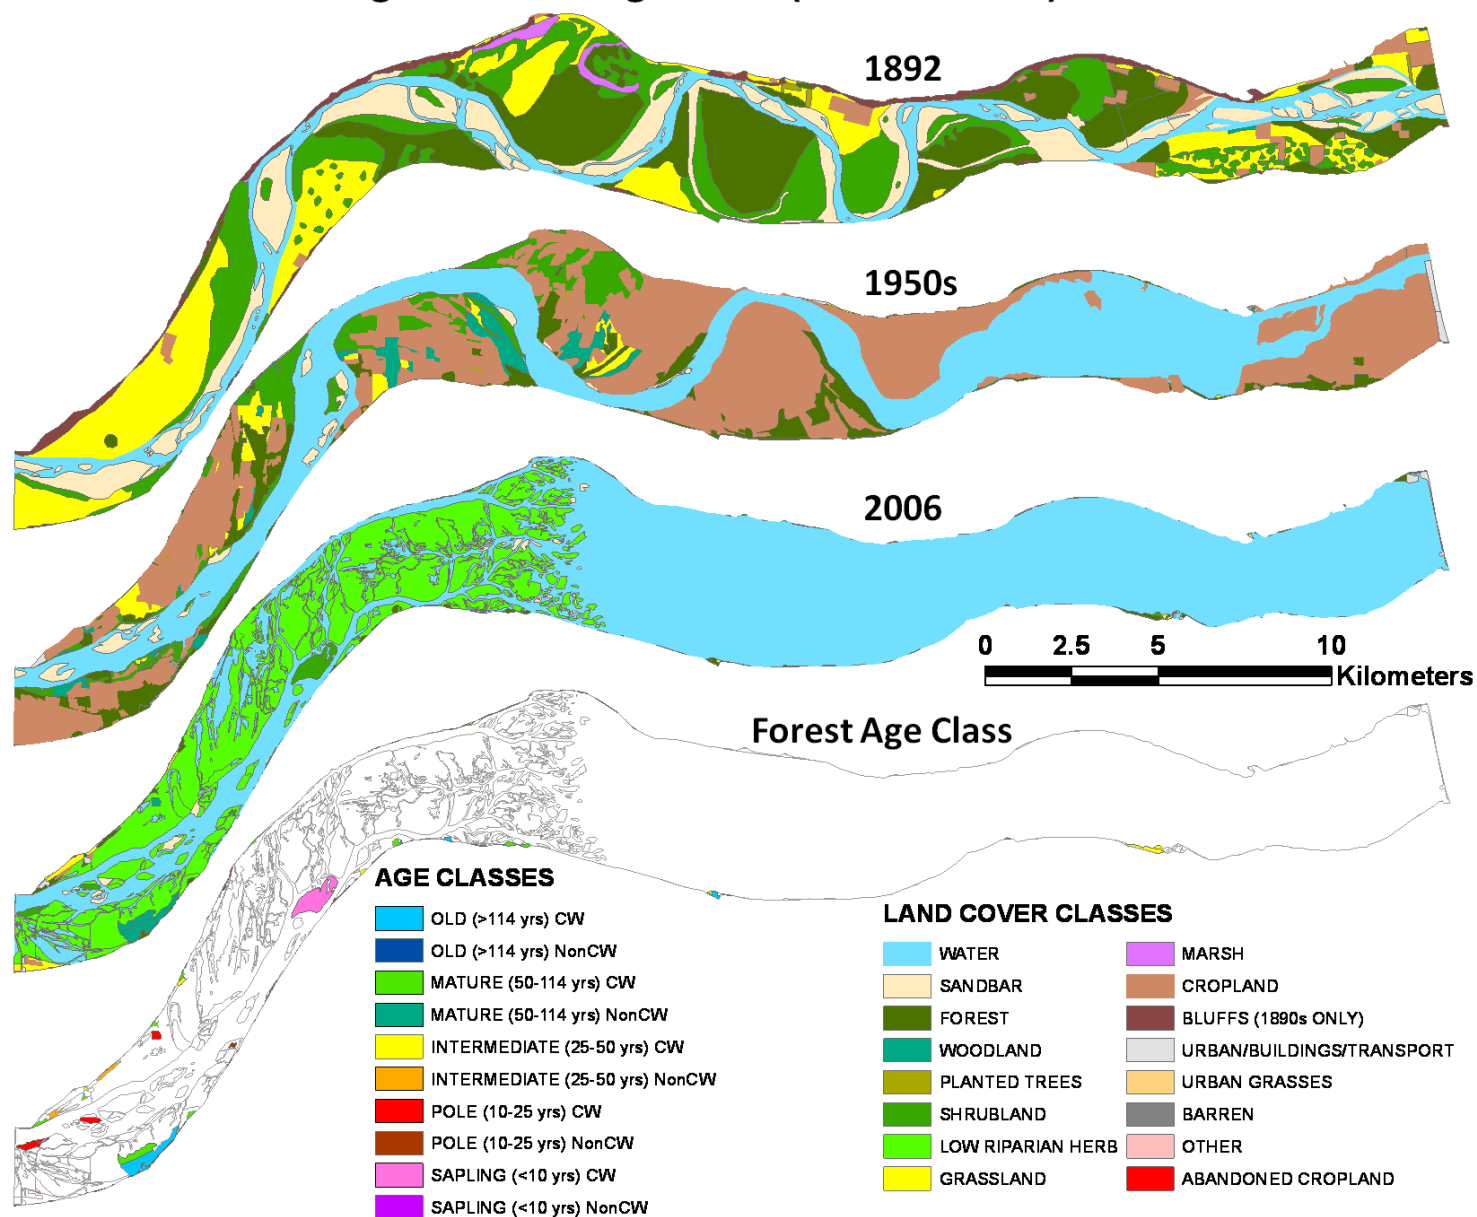 1892
1950s
2006
0 2.5 5 10
Kilometers
Forest Age Class
AGE CLASSES
OLD (>114 yrs) CW
OLD (>114 yrs) NonCW
MATURE (50-114 yrs) CW
MATURE (50-114 yrs) NonCW
INTERMEDIATE (25-50 yrs) CW
INTERMEDIATE (25-50 yrs) NonCW
POLE (10-25 yrs) CW
POLE (10-25 yrs) NonCW
SAPLING (<10 yrs) CW
SAPLING (<10 yrs) NonCW
LAND COVER CLASSES
WATER
SANDBAR
FOREST
WOODLAND
PLANTED TREES
SHRUBLAND
LOW RIPARIAN HERB
GRASSLAND
MARSH
CROPLAND
BLUFFS (1890s ONLY)
URBAN/BUILDINGS/TRANSPORT
URBAN GRASSES
BARREN
OTHER
ABANDONED CROPLAND